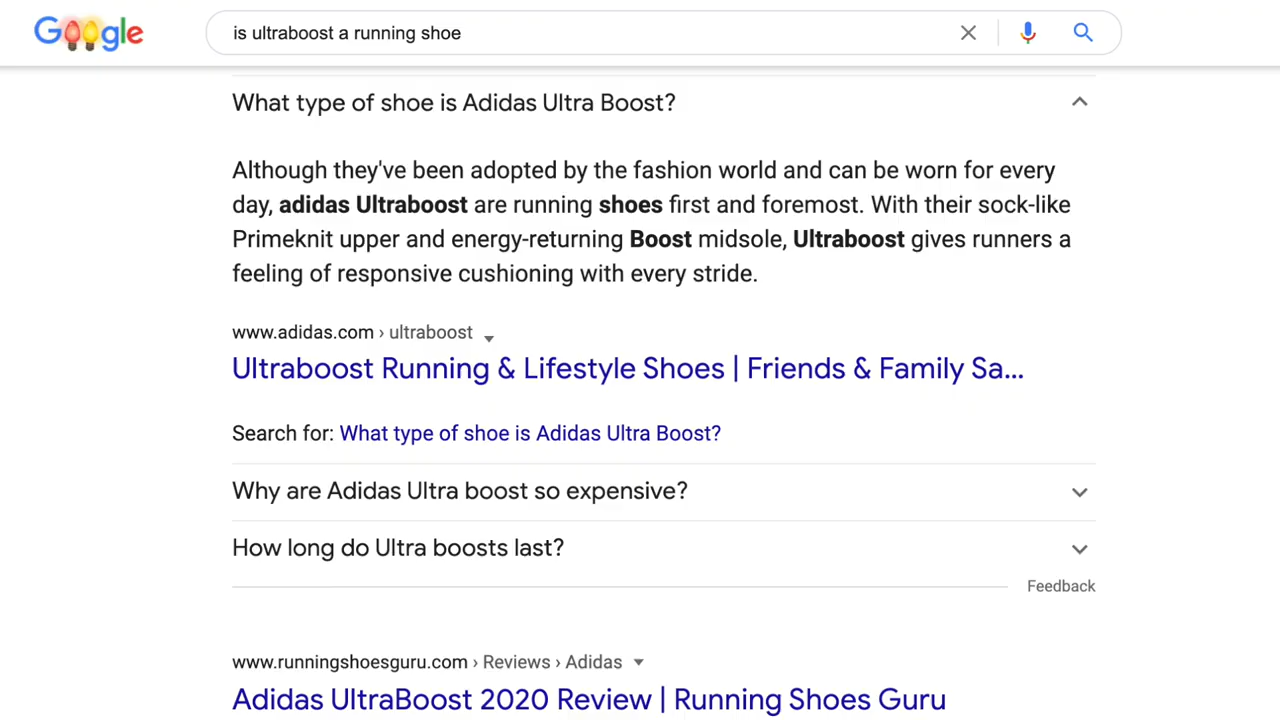 Google
is ultraboost a running shoe
What type of shoe is Adidas Ultra Boost?
Although they've been adopted by the fashion world and can be worn for every
day, adidas Ultraboost are running shoes first and foremost. With their sock-like
Primeknit upper and energy-returning Boost midsole, Ultraboost gives runners a
feeling of responsive cushioning with every stride.
www.adidas.com › ultraboost
Ultraboost Running & Lifestyle Shoes | Friends & Family Sa...
Search for: What type of shoe is Adidas Ultra Boost?
Why are Adidas Ultra boost so expensive?
How long do Ultra boosts last?
Feedback
www.runningshoesguru.com › Reviews › Adidas
Adidas UltraBoost 2020 Review | Running Shoes Guru